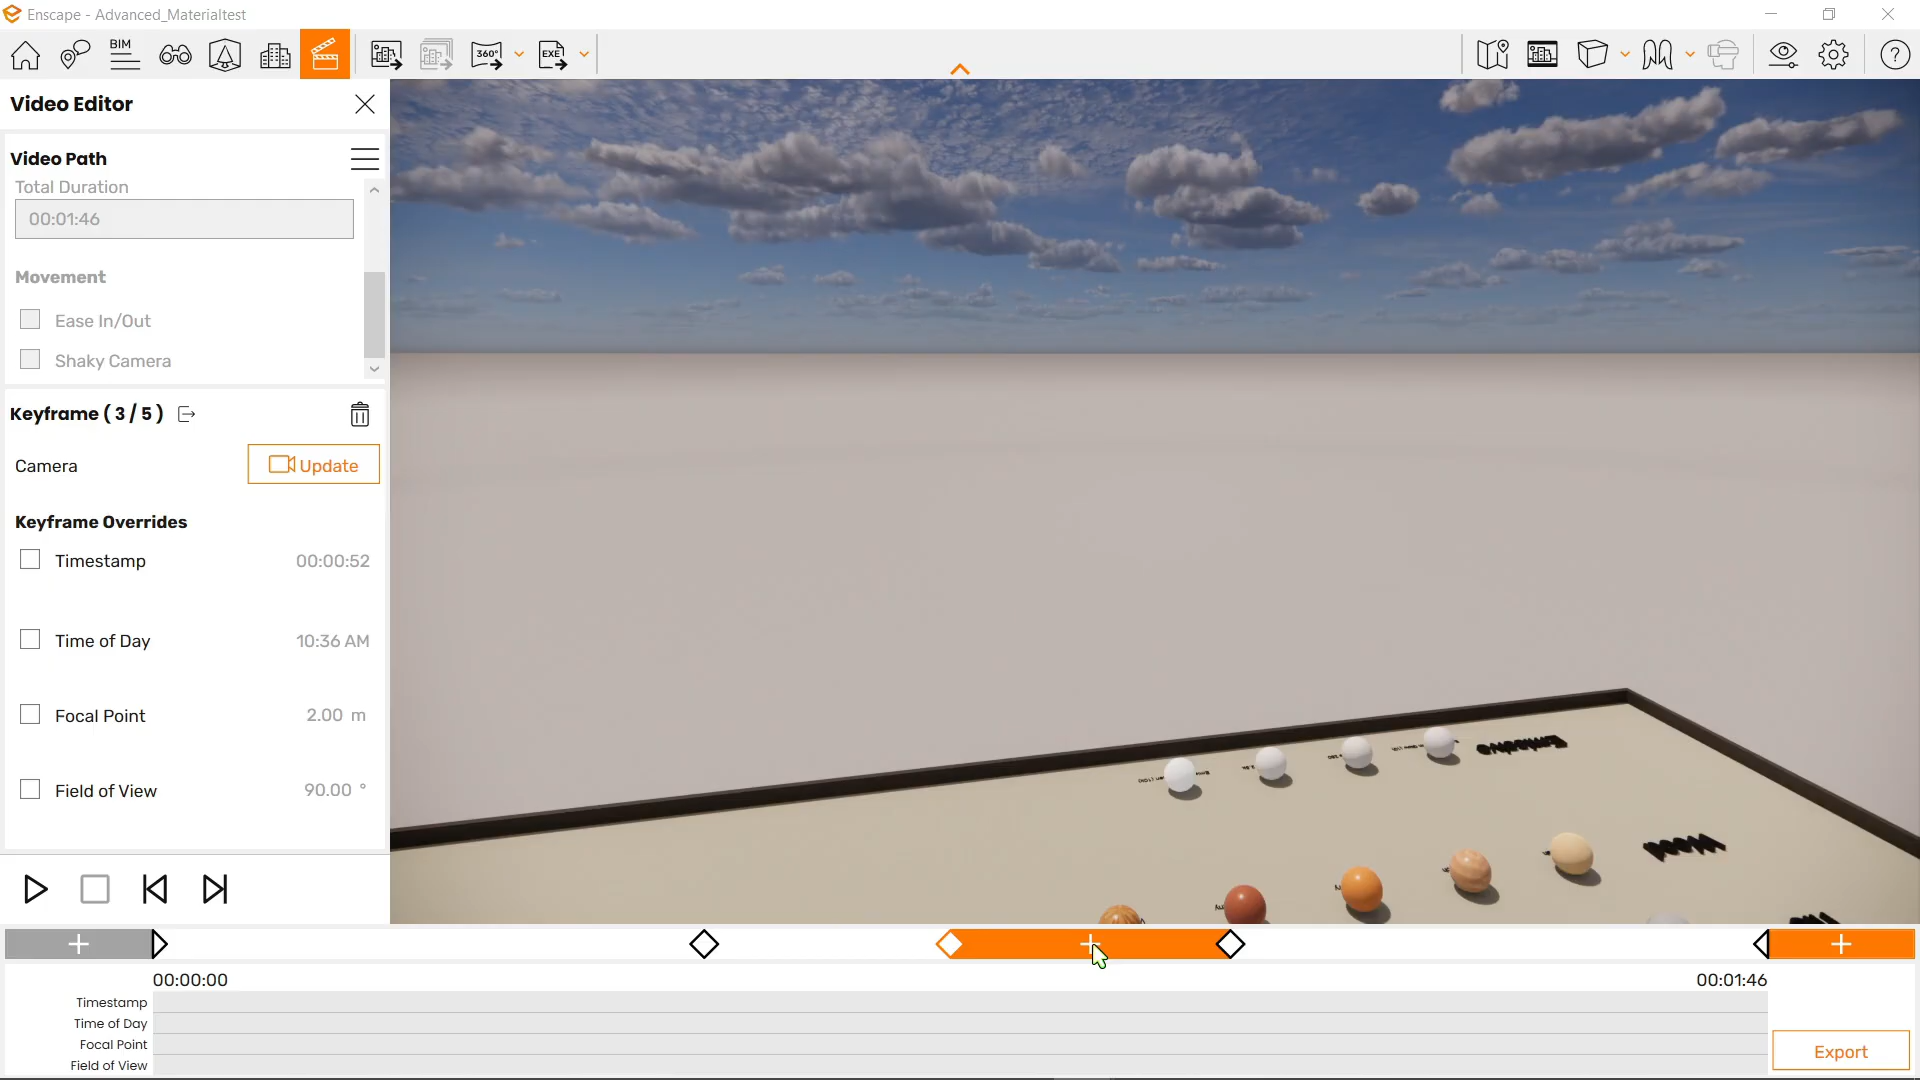 Enscape - Advanced_Materialtest
BIM
360°
EXE
?
Video Editor
Video Path
Total Duration
00:01:46
Movement
Ease In/Out
Shaky Camera
Keyframe ( 3 / 5 )
Camera
Update
Keyframe Overrides
Timestamp 00:00:52
Time of Day 10:36 AM
Focal Point 2.00 m
Field of View 90.00 °
00:00:00 00:01:46
Timestamp
Time of Day
Focal Point
Field of View
Export